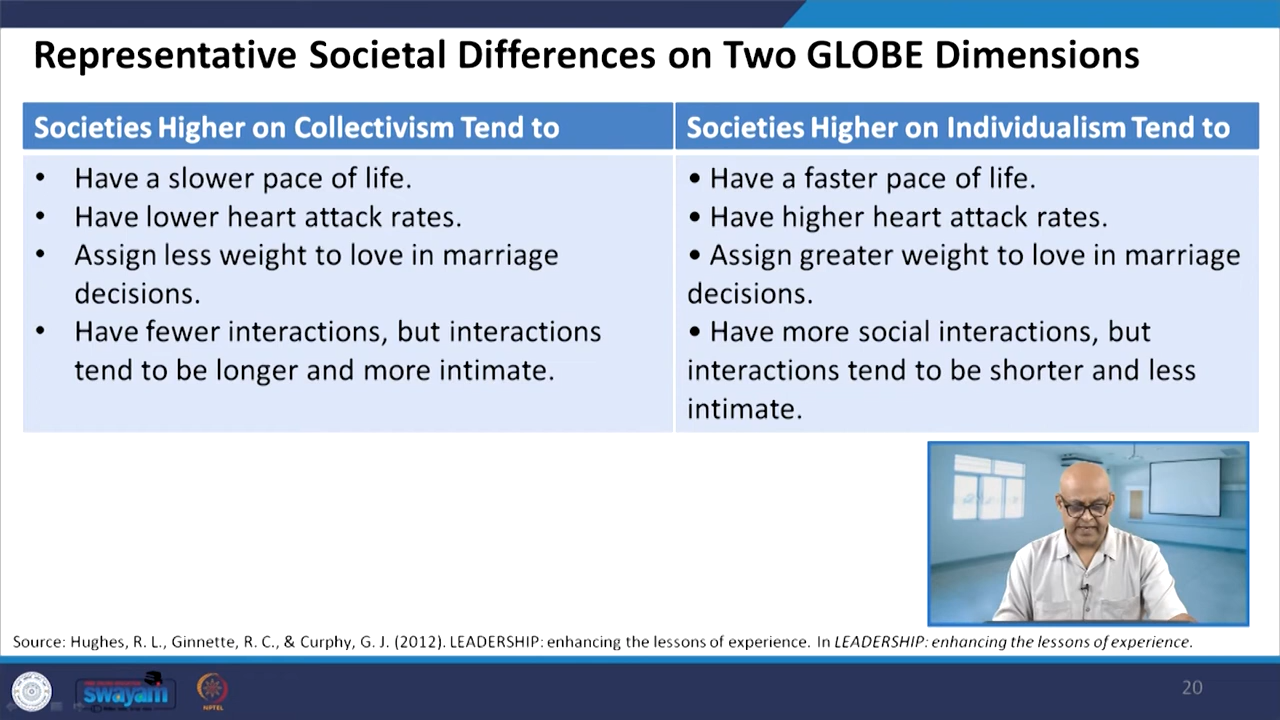 Representative Societal Differences on Two GLOBE Dimensions
Societies Higher on Collectivism Tend to
• Have a slower pace of life.
• Have lower heart attack rates.
• Assign less weight to love in marriage
decisions.
• Have fewer interactions, but interactions
tend to be longer and more intimate.
Societies Higher on Individualism Tend to
• Have a faster pace of life.
• Have higher heart attack rates.
• Assign greater weight to love in marriage
decisions.
• Have more social interactions, but
interactions tend to be shorter and less
intimate.
Source: Hughes, R. L., Ginnette, R. C., & Curphy, G. J. (2012). LEADERSHIP: enhancing the lessons of experience. In LEADERSHIP: enhancing the lessons of experience.
swayam
NPTEL
20